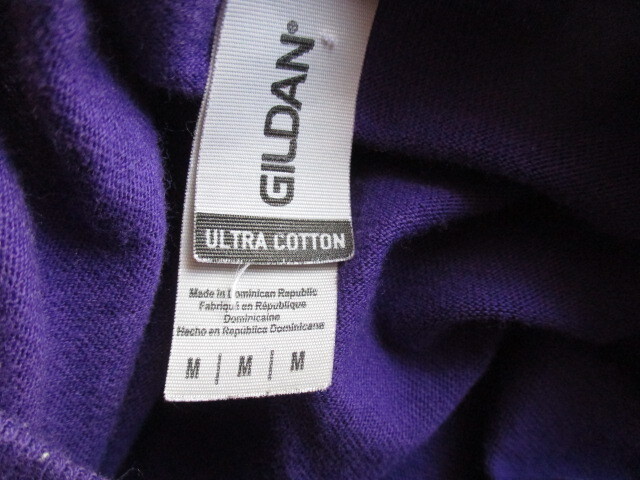 GILDAN®
ULTRA COTTON
Made in Dominican Republic
Fabriqué en République
Dominicaine
Hecho en República Dominicana
M | M | M